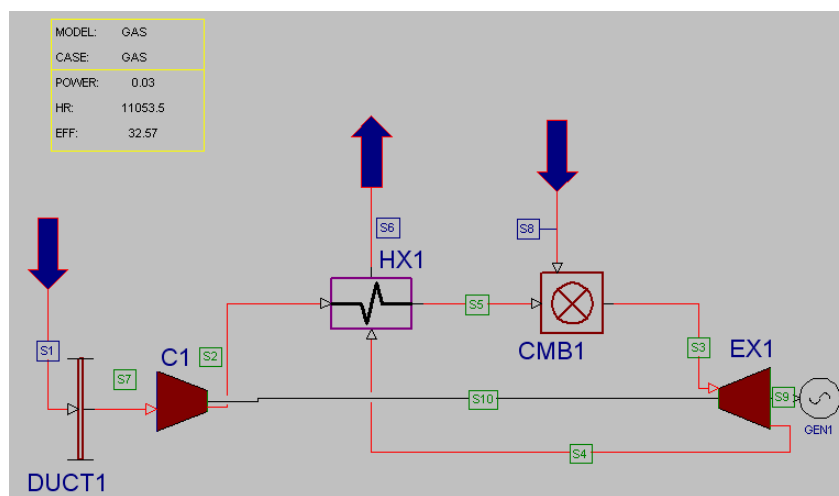 MODEL: GAS
CASE: GAS
POWER: 0.03
HR: 11053.5
EFF: 32.57
S6
S8
HX1
S5
S1
S2
C1
CMB1
S3
EX1
S7
S10
S9
GEN1
S4
DUCT1